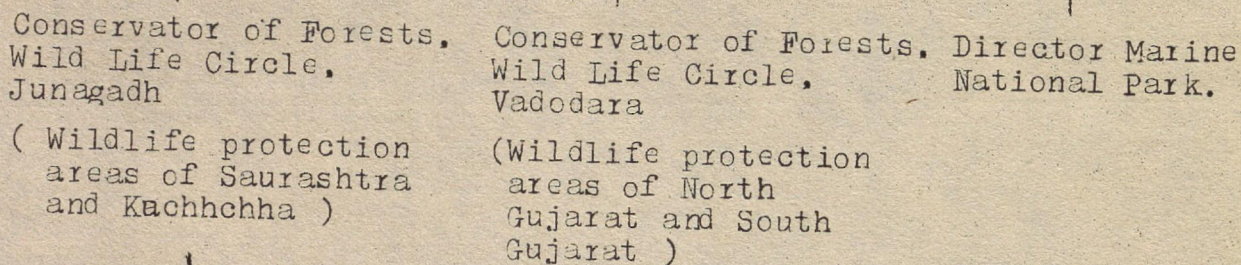 Conservator of Forests,
Wild Life Circle,
Junagadh
( Wildlife protection
areas of Saurashtra
and Kachhchha )
Conservator of Forests,
Wild Life Circle,
Vadodara
(Wildlife protection
areas of North
Gujarat and South
Gujarat )
Director Marine
National Park.